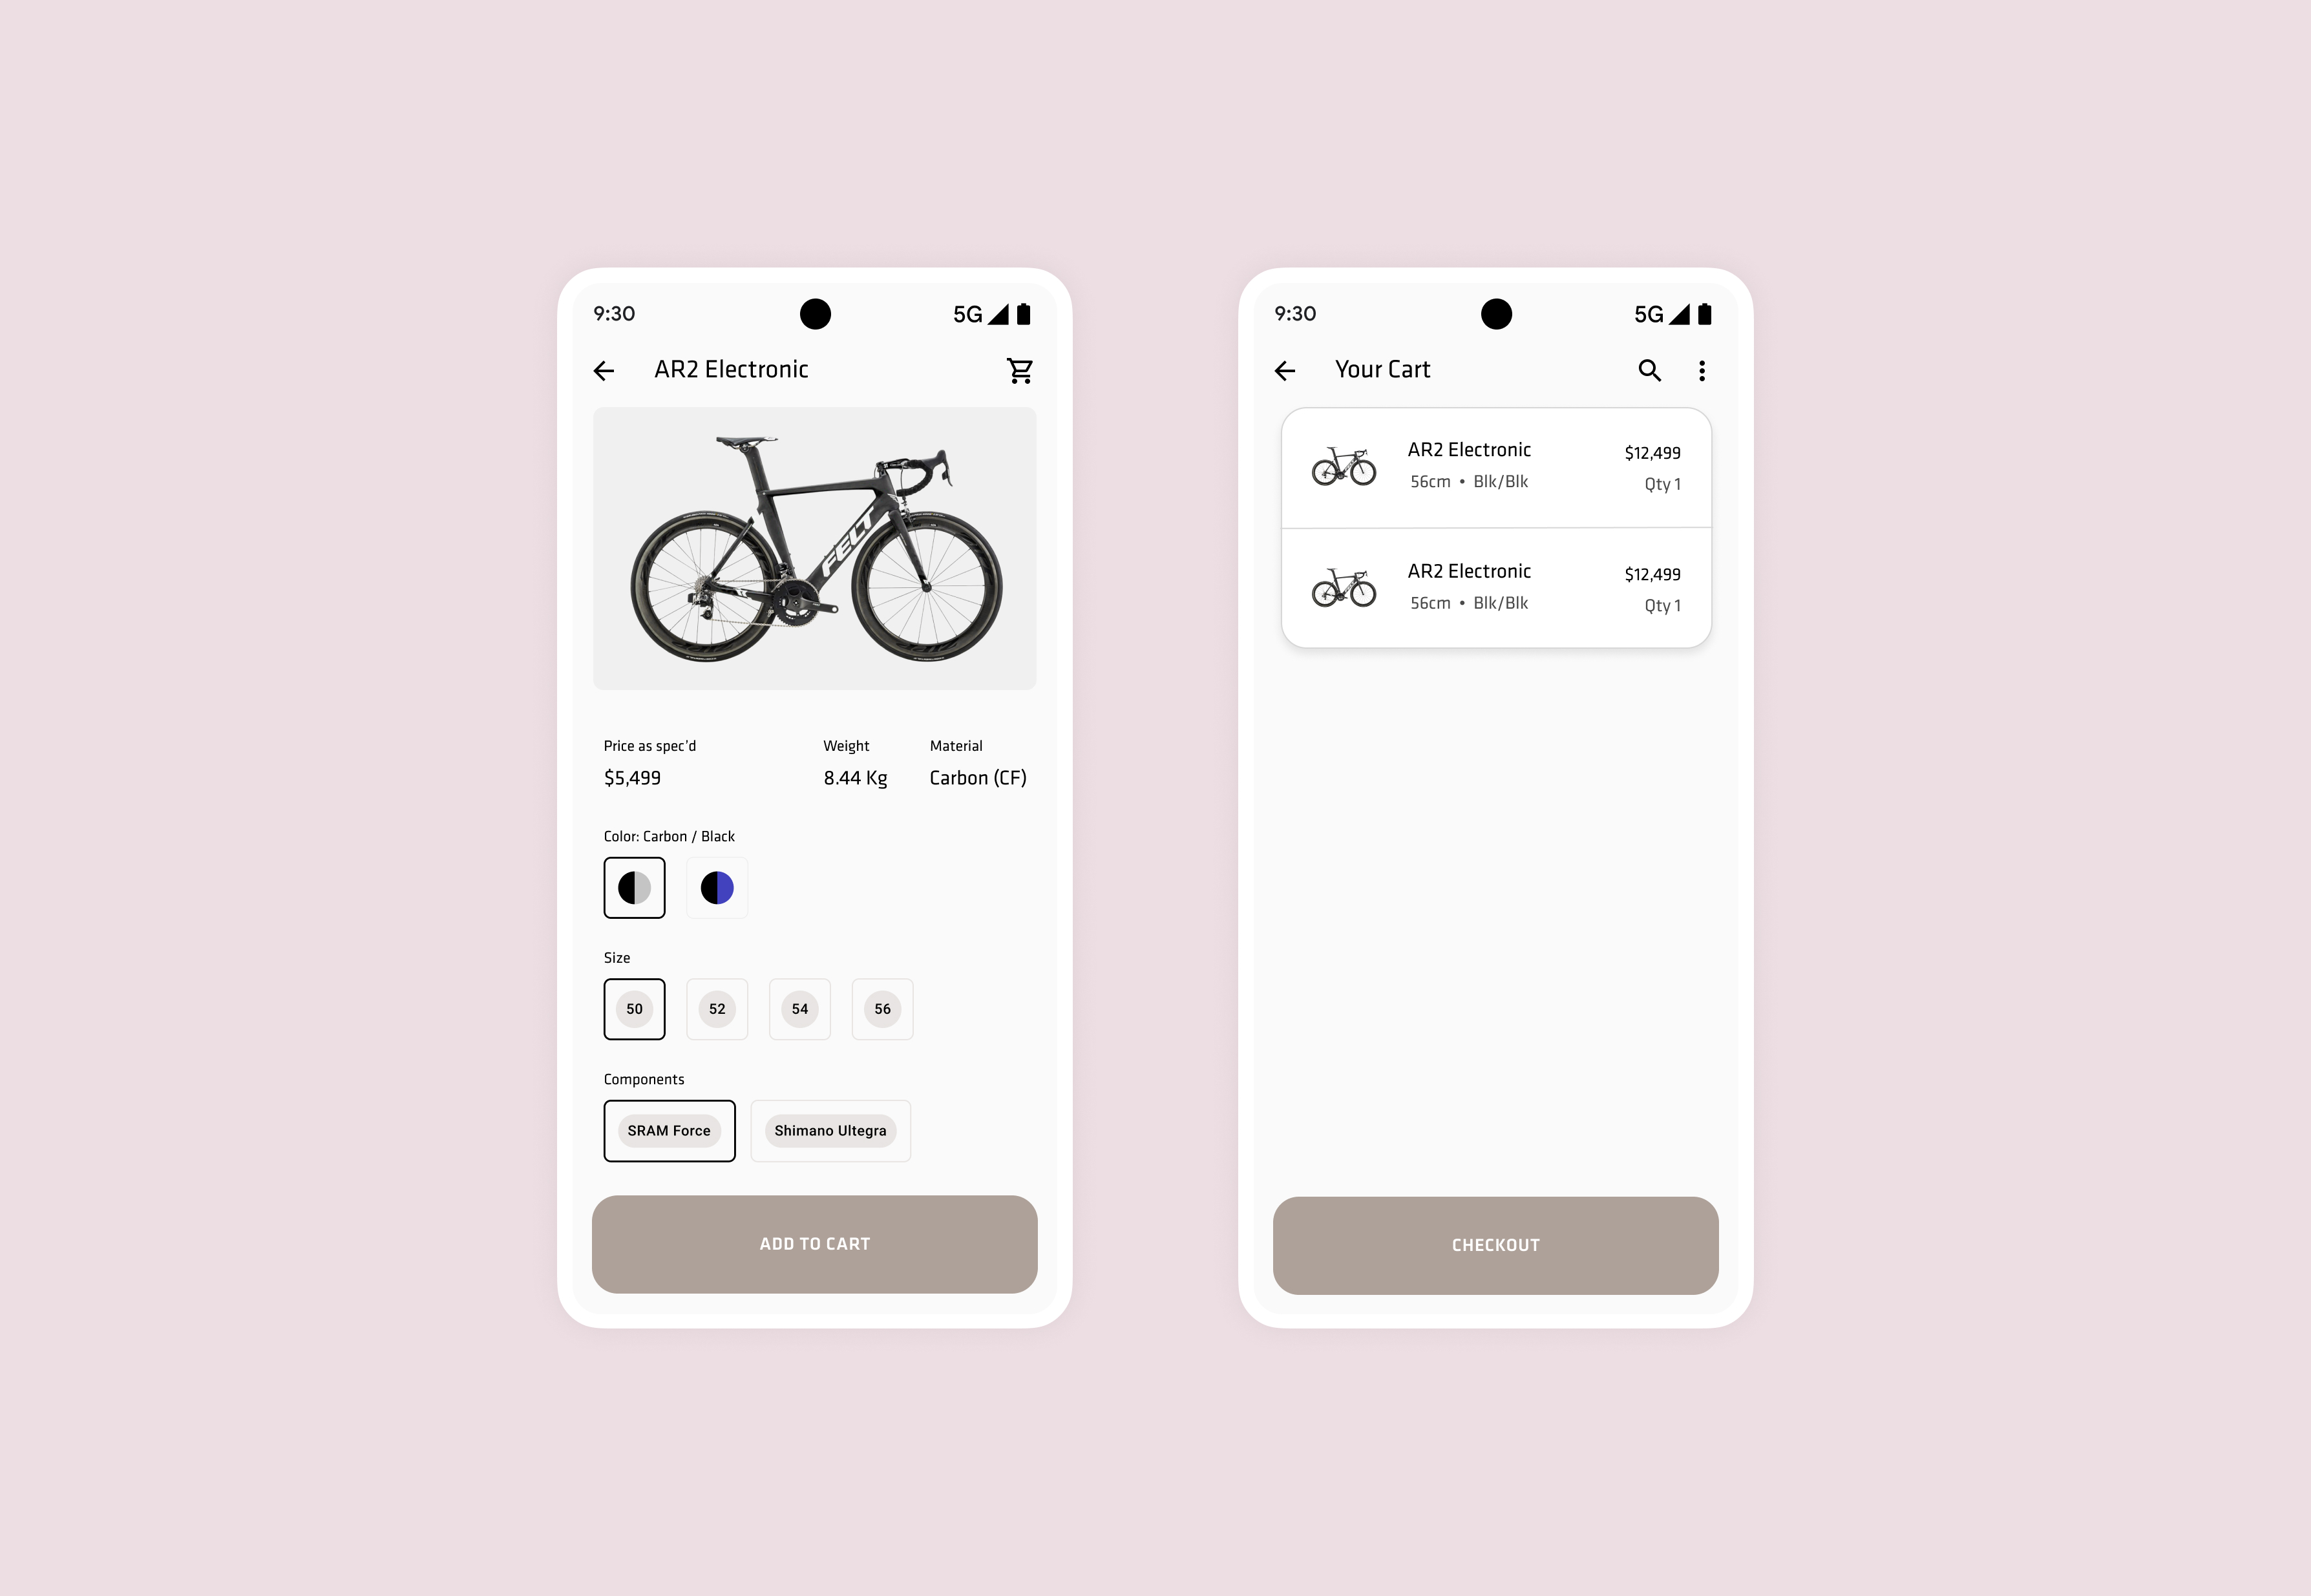 9:30
5G
AR2 Electronic
FELT
Price as spec'd
Weight
Material
$5,499
8.44 Kg
Carbon (CF)
Color: Carbon / Black
Size
50
52
54
56
Components
SRAM Force
Shimano Ultegra
ADD TO CART
9:30
5G
Your Cart
AR2 Electronic
$12,499
56cm • Blk/Blk
Qty 1
AR2 Electronic
$12,499
56cm • Blk/Blk
Qty 1
CHECKOUT